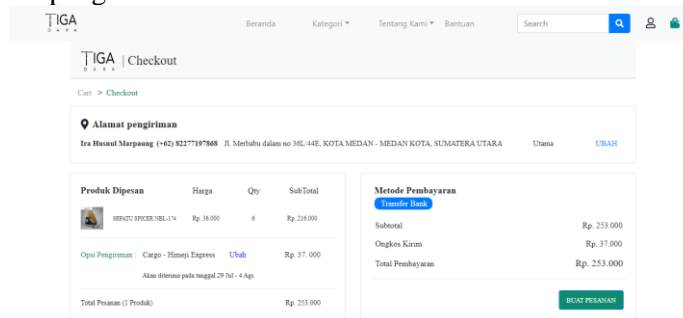 TIGA
DARA
Beranda
Kategori
Tentang Kami
Bantuan
Search
TIGA
DARA
| Checkout
Cart > Checkout
Alamat pengiriman
Ira Husnul Marpaung (+62) 82277197868 Jl. Merbabu dalam no 36L/44E, KOTA MEDAN - MEDAN KOTA, SUMATERA UTARA Utama UBAH
Produk Dipesan Harga Qty SubTotal
SEPATU SPICER NBL-174 Rp. 36.000 6 Rp. 216.000
Opsi Pengiriman : Cargo - Himeji Express Ubah Rp. 37. 000
Akan diterima pada tanggal 29 Jul - 4 Ags
Total Pesanan (1 Produk) Rp. 253.000
Metode Pembayaran
Transfer Bank
Subtotal Rp. 253.000
Ongkos Kirim Rp. 37.000
Total Pembayaran Rp. 253.000
BUAT PESANAN